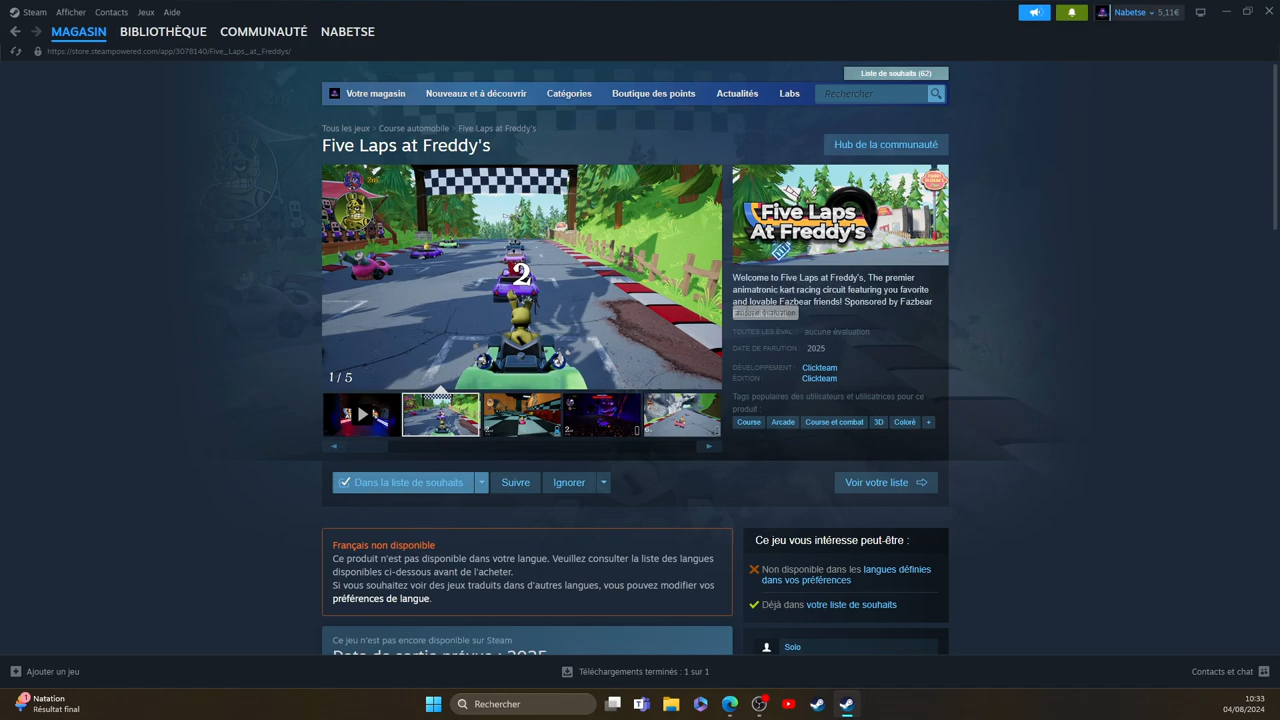 Steam Afficher Contacts Jeux Aide Nabetse 5,11€
MAGASIN BIBLIOTHÈQUE COMMUNAUTÉ NABETSE
https://store.steampowered.com/app/3078140/Five_Laps_at_Freddys/
Liste de souhaits (62)
Votre magasin Nouveaux et à découvrir Catégories Boutique des points Actualités Labs Rechercher
Tous les jeux > Course automobile > Five Laps at Freddy's
Five Laps at Freddy's
Hub de la communauté
2nd
2
1 / 5
Five Laps
At Freddy's
Welcome to Five Laps at Freddy's, The premier
animatronic kart racing circuit featuring you favorite
and lovable Fazbear friends! Sponsored by Fazbear
aucune évaluation
TOUTES LES ÉVAL. : aucune évaluation
DATE DE PARUTION : 2025
DÉVELOPPEMENT : Clickteam
ÉDITION : Clickteam
Tags populaires des utilisateurs et utilisatrices pour ce
produit :
Course Arcade Course et combat 3D Coloré +
Dans la liste de souhaits Suivre Ignorer Voir votre liste
Français non disponible
Ce produit n'est pas disponible dans votre langue. Veuillez consulter la liste des langues
disponibles ci-dessous avant de l'acheter.
Si vous souhaitez voir des jeux traduits dans d'autres langues, vous pouvez modifier vos
préférences de langue.
Ce jeu vous intéresse peut-être :
Non disponible dans les langues définies
dans vos préférences
Déjà dans votre liste de souhaits
Ce jeu n'est pas encore disponible sur Steam
Date de sortie prévue : 2025
Solo
Ajouter un jeu Téléchargements terminés : 1 sur 1 Contacts et chat
1 Natation
Résultat final
Rechercher
10:33
04/08/2024